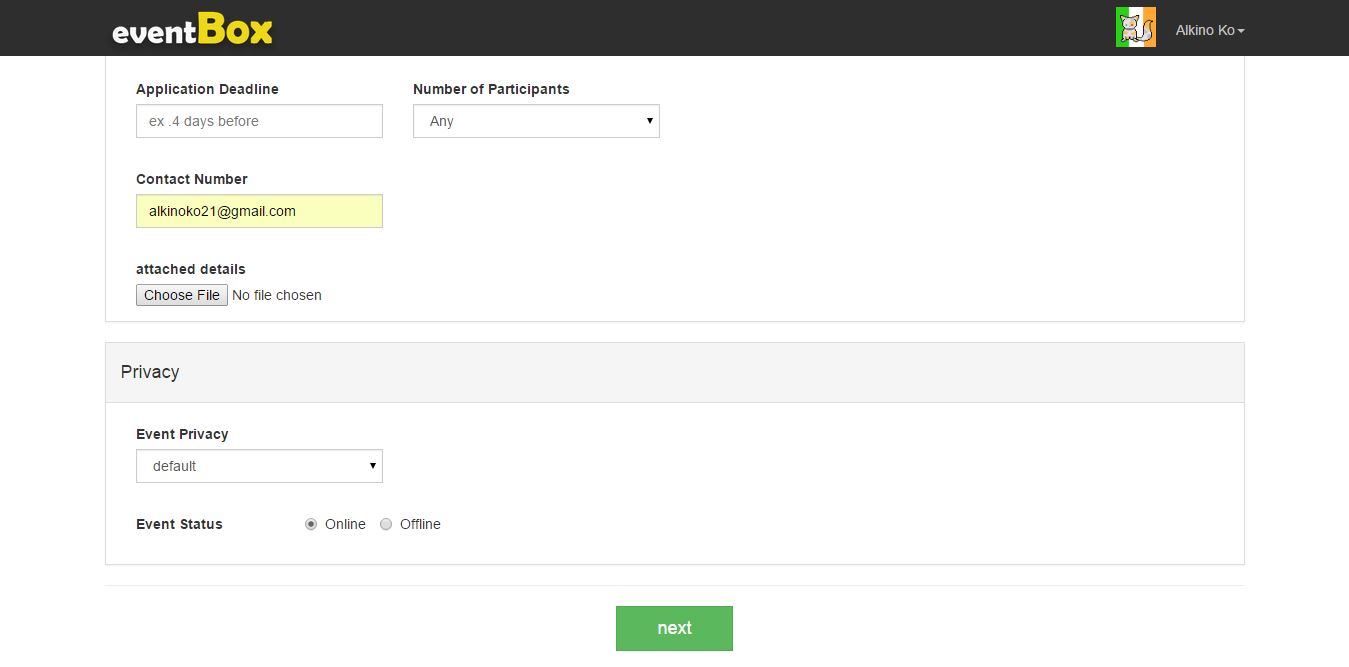 eventBox
Alkino Ko
Application Deadline
Number of Participants
ex .4 days before
Any
Contact Number
alkinoko21@gmail.com
attached details
Choose File No file chosen
Privacy
Event Privacy
default
Event Status Online Offline
next